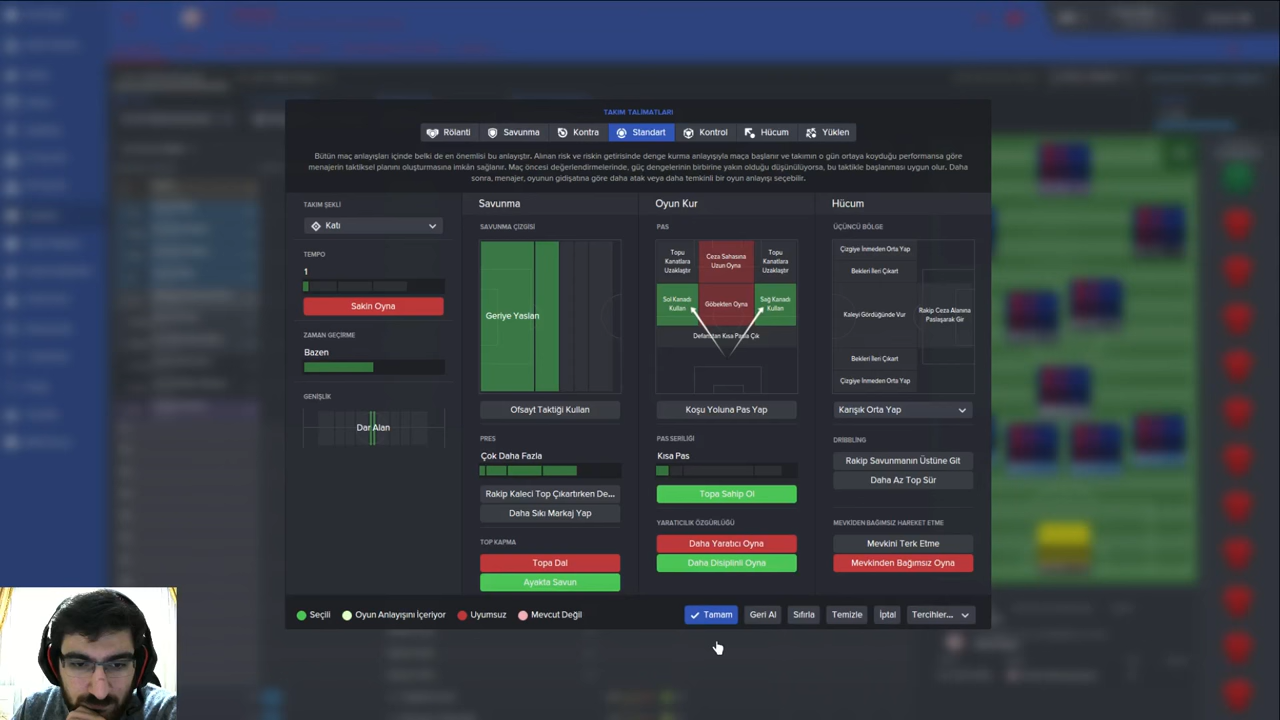 TAKIM TALİMATLARI
Rölanti
Savunma
Kontra
Standart
Kontrol
Hücum
Yüklen
Bütün maç anlayışları içinde belki de en önemlisi bu anlayıştır. Alınan risk ve riskin getirisinde denge kurma anlayışıyla maça başlanır ve takımın o gün ortaya koyduğu performansa göre
menajerin taktiksel planını oluşturmasına imkân sağlanır. Maç öncesi değerlendirmelerinde, güç dengelerinin birbirine yakın olduğu düşünülüyorsa, bu taktikle başlanması uygun olur. Daha
sonra, menajer, oyunun gidişatına göre daha atak veya daha temkinli bir oyun anlayışı seçebilir.
TAKIM ŞEKLİ
Katı
TEMPO
1
Sakin Oyna
ZAMAN GEÇİRME
Bazen
GENİŞLİK
Dar Alan
Savunma
SAVUNMA ÇİZGİSİ
Geriye Yaslan
Ofsayt Taktiği Kullan
PRES
Çok Daha Fazla
Rakip Kaleci Top Çıkartırken De...
Daha Sıkı Markaj Yap
TOP KAPMA
Topa Dal
Ayakta Savun
Oyun Kur
PAS
Topu
Kanatlara
Uzaklaştır
Ceza Sahasına
Uzun Oyna
Topu
Kanatlara
Uzaklaştır
Sol Kanadı
Kullan
Göbekten Oyna
Sağ Kanadı
Kullan
Defanstan Kısa Pasla Çık
Koşu Yoluna Pas Yap
PAS SERİLİĞİ
Kısa Pas
Topa Sahip Ol
YARATICILIK ÖZGÜRLÜĞÜ
Daha Yaratıcı Oyna
Daha Disiplinli Oyna
Hücum
ÜÇÜNCÜ BÖLGE
Çizgiye İnmeden Orta Yap
Bekleri İleri Çıkart
Kaleyi Gördüğünde Vur
Rakip Ceza Alanına
Paslaşarak Gir
Bekleri İleri Çıkart
Çizgiye İnmeden Orta Yap
Karışık Orta Yap
DRIBBLING
Rakip Savunmanın Üstüne Git
Daha Az Top Sür
MEVKİDEN BAĞIMSIZ HAREKET ETME
Mevkini Terk Etme
Mevkinden Bağımsız Oyna
Seçili
Oyun Anlayışını İçeriyor
Uyumsuz
Mevcut Değil
Tamam
Geri Al
Sıfırla
Temizle
İptal
Tercihler...